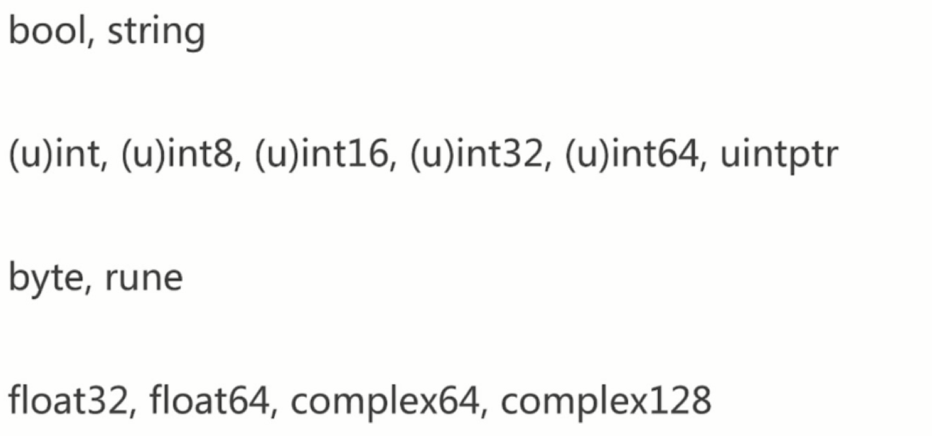 bool, string
(u)int, (u)int8, (u)int16, (u)int32, (u)int64, uintptr
byte, rune
float32, float64, complex64, complex128